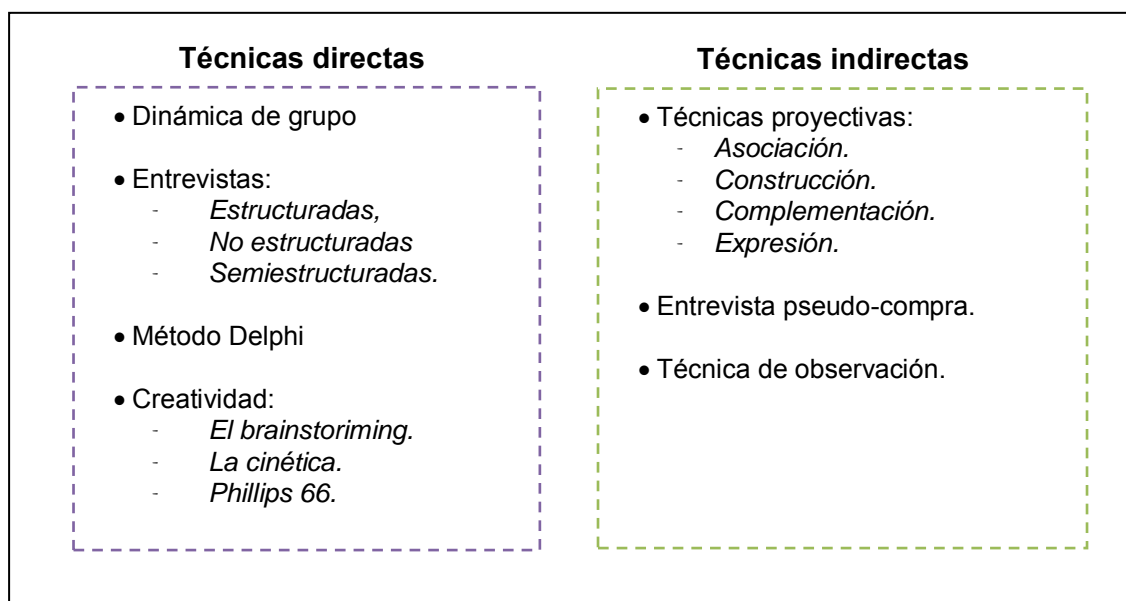 Técnicas directas
• Dinámica de grupo
• Entrevistas:
- Estructuradas,
- No estructuradas
- Semiestructuradas.
• Método Delphi
• Creatividad:
- El brainstoriming.
- La cinética.
- Phillips 66.
Técnicas indirectas
• Técnicas proyectivas:
- Asociación.
- Construcción.
- Complementación.
- Expresión.
• Entrevista pseudo-compra.
• Técnica de observación.